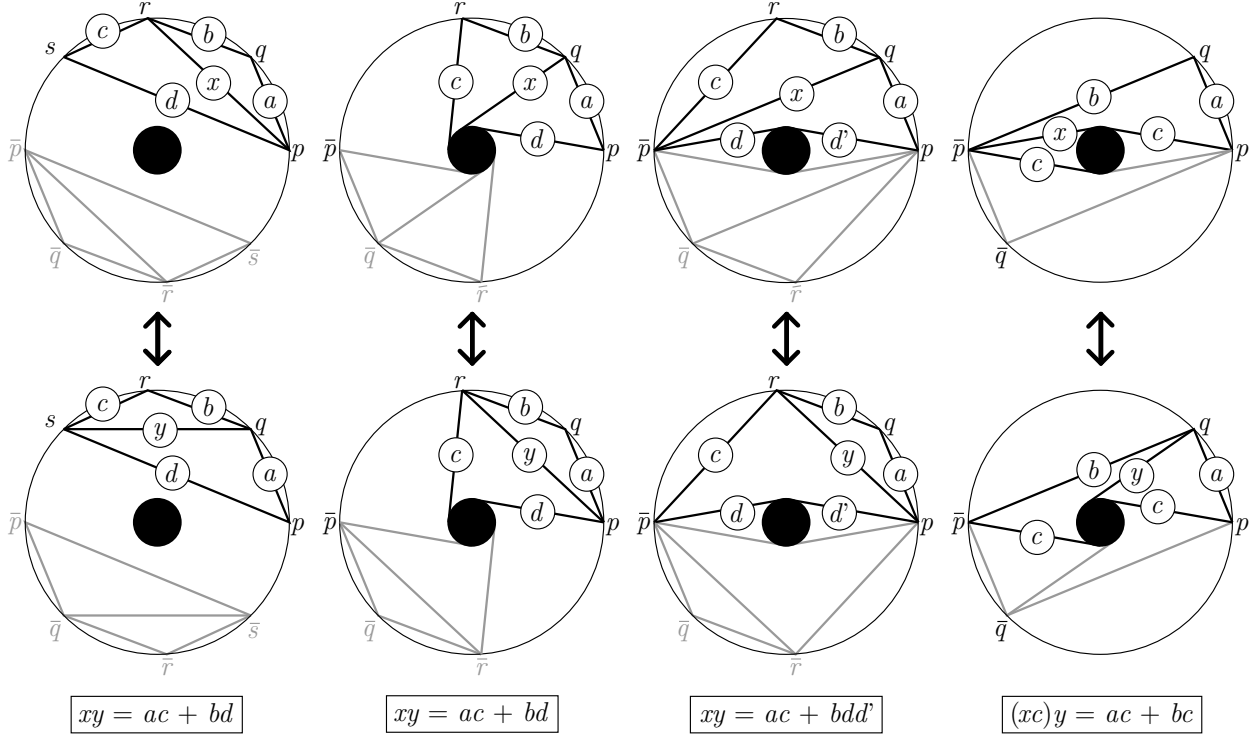 r r r
s c b q b q b q q
x c x c x b a
d a d a d d' a x c
p̄ p p̄ p p̄ p p̄ c p
q̄ s̄ q̄ q̄ q̄
r̄ r̄ r̄
r r r
s c b q b q b q q
y c y c y b y a
d a d a d d' a c
p̄ p p̄ p p̄ p p̄ c p
q̄ s̄ q̄ q̄ q̄
r̄ r̄ r̄
xy = ac + bd xy = ac + bd xy = ac + bdd' (xc)y = ac + bc